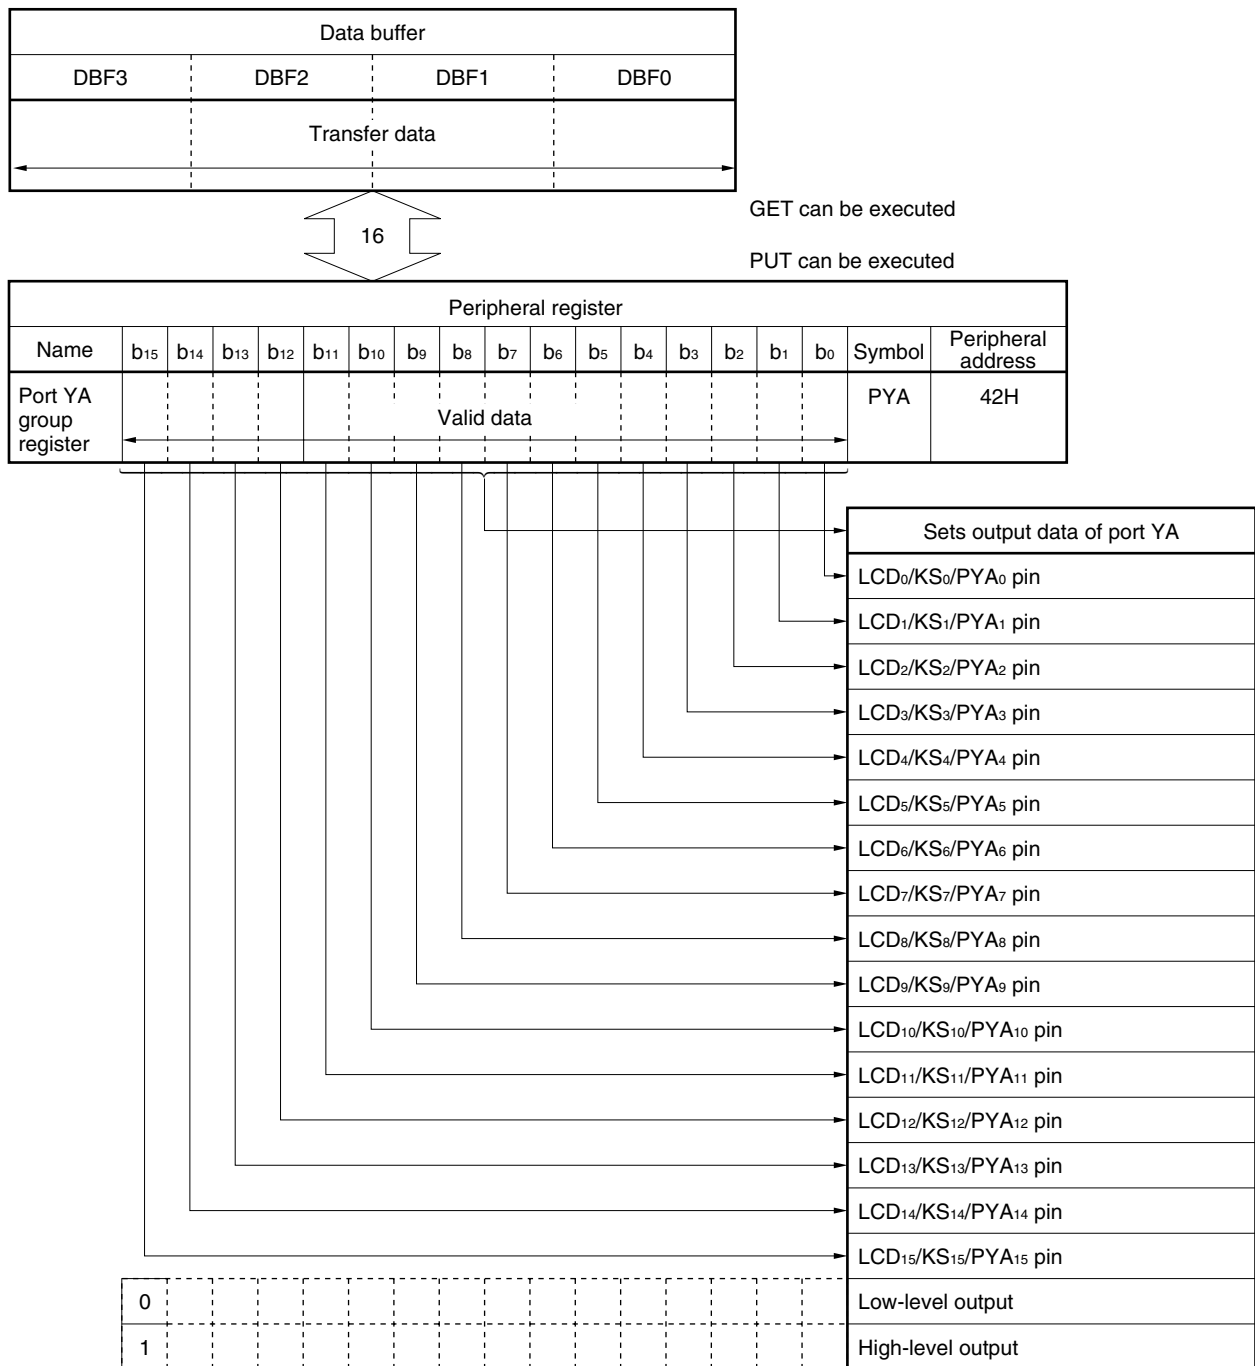 Data buffer
DBF3 DBF2 DBF1 DBF0
Transfer data
GET can be executed
16
PUT can be executed
Peripheral register
Name b15 b14 b13 b12 b11 b10 b9 b8 b7 b6 b5 b4 b3 b2 b1 b0 Symbol Peripheral address
Port YA group register Valid data PYA 42H
Sets output data of port YA
LCD0/KS0/PYA0 pin
LCD1/KS1/PYA1 pin
LCD2/KS2/PYA2 pin
LCD3/KS3/PYA3 pin
LCD4/KS4/PYA4 pin
LCD5/KS5/PYA5 pin
LCD6/KS6/PYA6 pin
LCD7/KS7/PYA7 pin
LCD8/KS8/PYA8 pin
LCD9/KS9/PYA9 pin
LCD10/KS10/PYA10 pin
LCD11/KS11/PYA11 pin
LCD12/KS12/PYA12 pin
LCD13/KS13/PYA13 pin
LCD14/KS14/PYA14 pin
LCD15/KS15/PYA15 pin
0 Low-level output
1 High-level output